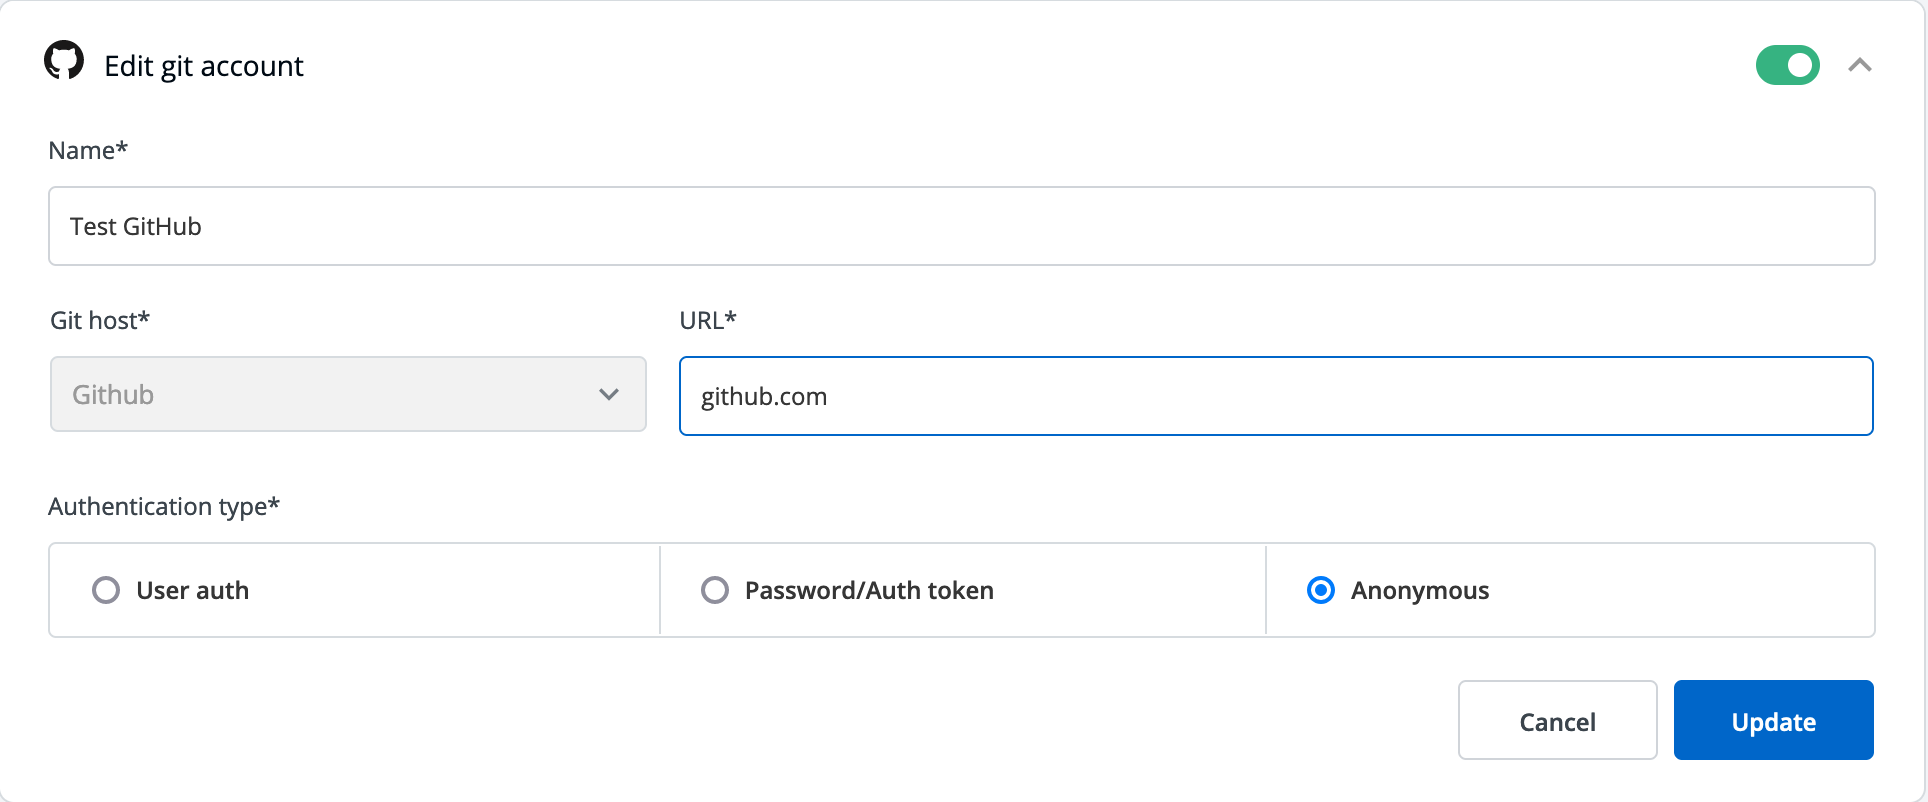 Edit git account
Name*
Test GitHub
Git host*
URL*
Github
github.com
Authentication type*
User auth
Password/Auth token
Anonymous
Cancel
Update